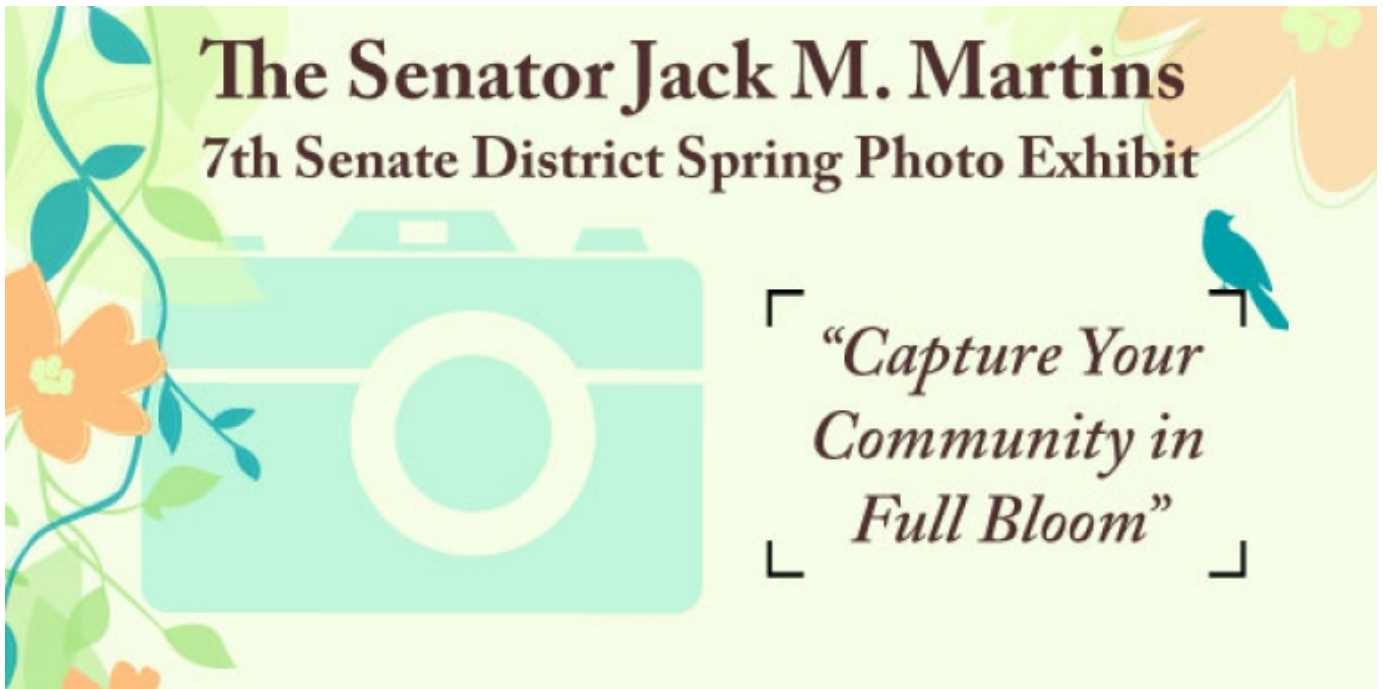 The Senator Jack M. Martins
7th Senate District Spring Photo Exhibit
“Capture Your
Community in
Full Bloom”